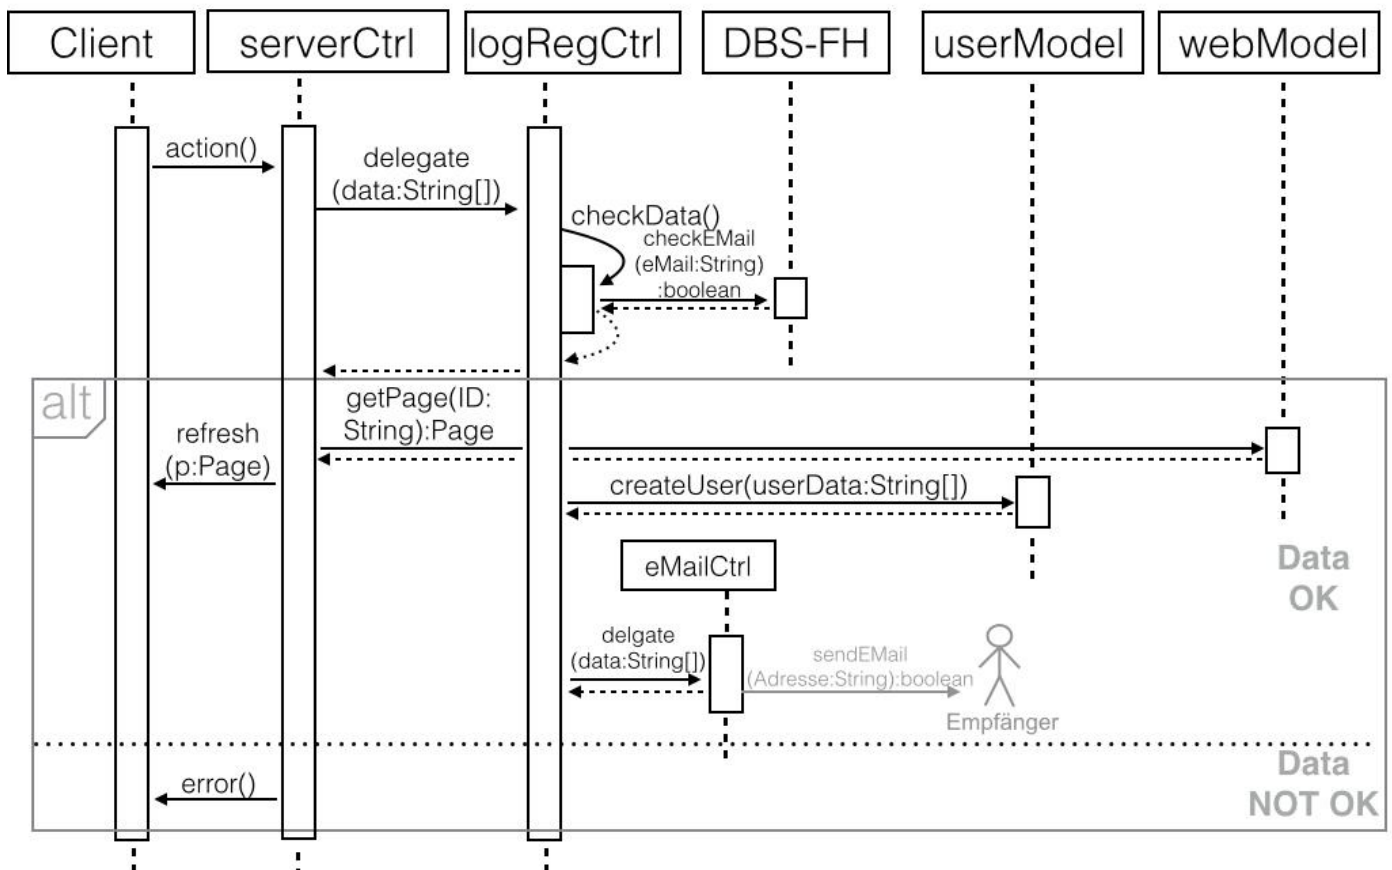 Client
serverCtrl
logRegCtrl
DBS-FH
userModel
webModel
action()
delegate
(data:String[])
checkData()
checkEMail
(eMail:String)
:boolean
alt
getPage(ID:
String):Page
refresh
(p:Page)
createUser(userData:String[])
Data
OK
eMailCtrl
delgate
(data:String[])
sendEMail
(Adresse:String):boolean
Empfänger
Data
NOT OK
error()